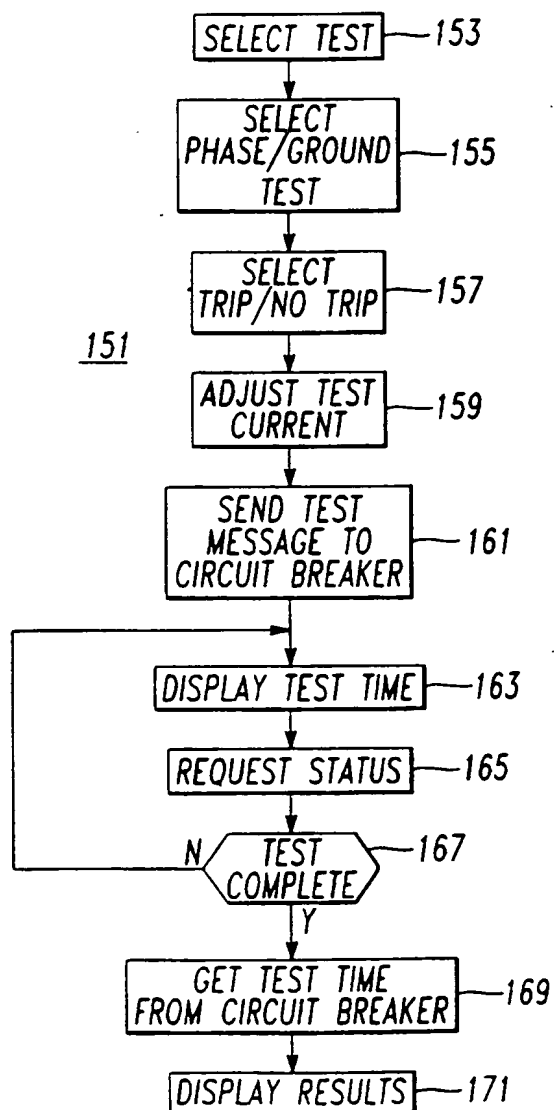 SELECT TEST 153
SELECT
PHASE/GROUND
TEST
155
SELECT
TRIP/NO TRIP
157
151
ADJUST TEST
CURRENT
159
SEND TEST
MESSAGE TO
CIRCUIT BREAKER
161
DISPLAY TEST TIME 163
REQUEST STATUS 165
N
TEST
COMPLETE
167
Y
GET TEST TIME
FROM CIRCUIT BREAKER
169
DISPLAY RESULTS 171